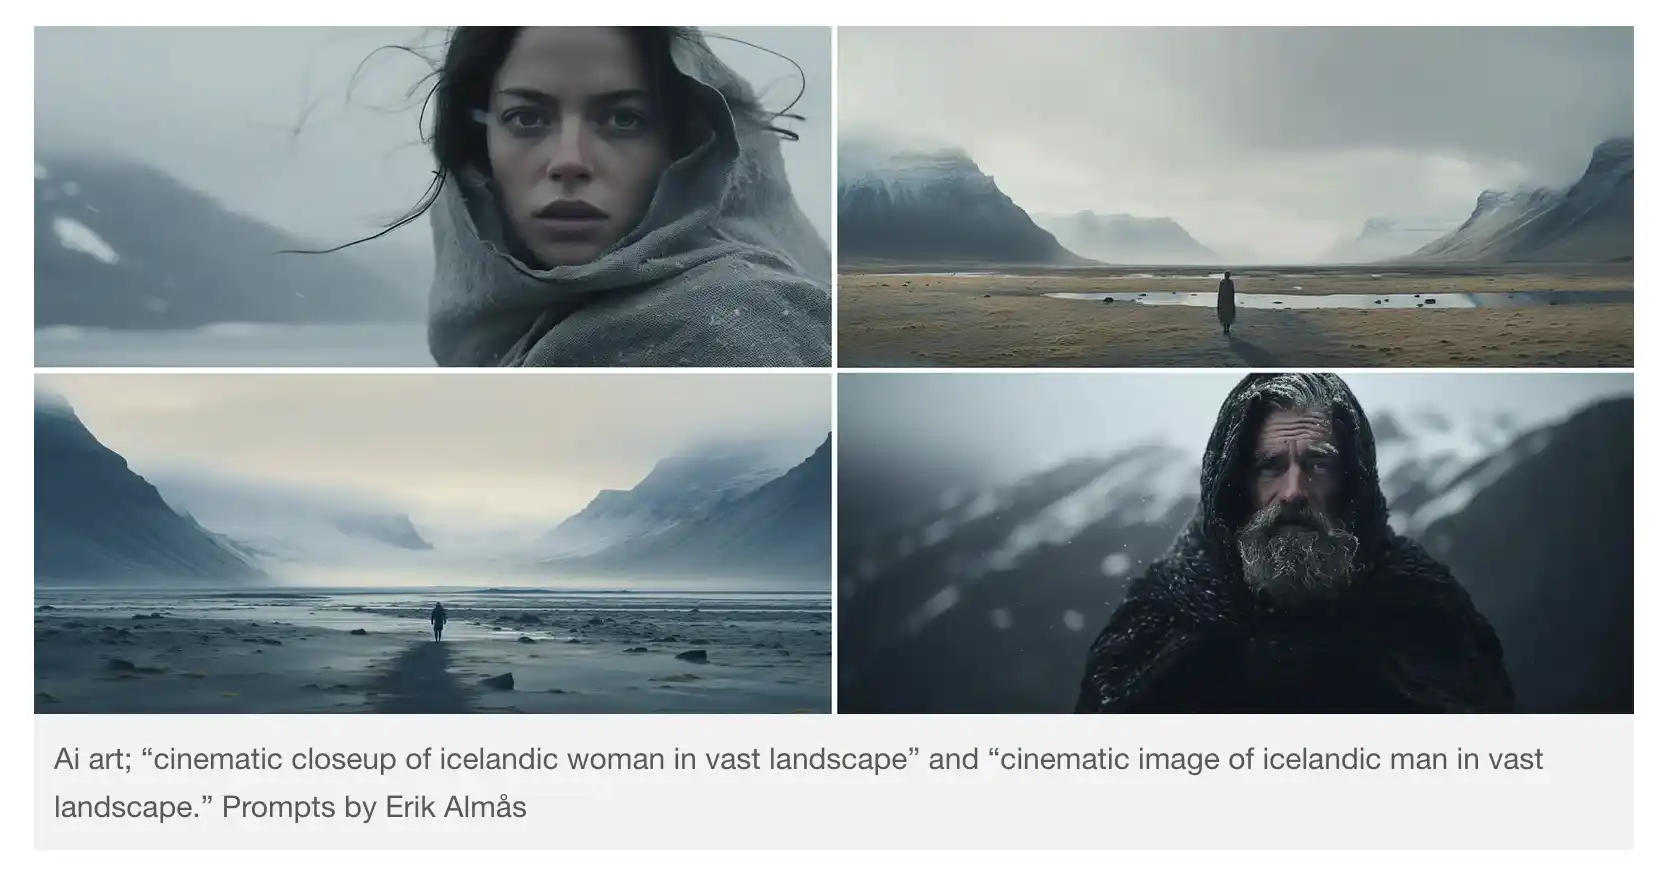 Ai art; “cinematic closeup of icelandic woman in vast landscape” and “cinematic image of icelandic man in vast
landscape.” Prompts by Erik Almås